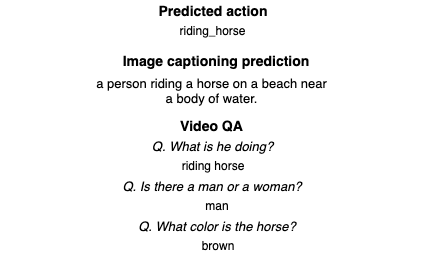 Predicted action
riding_horse
Image captioning prediction
a person riding a horse on a beach near
a body of water.
Video QA
Q. What is he doing?
riding horse
Q. Is there a man or a woman?
man
Q. What color is the horse?
brown